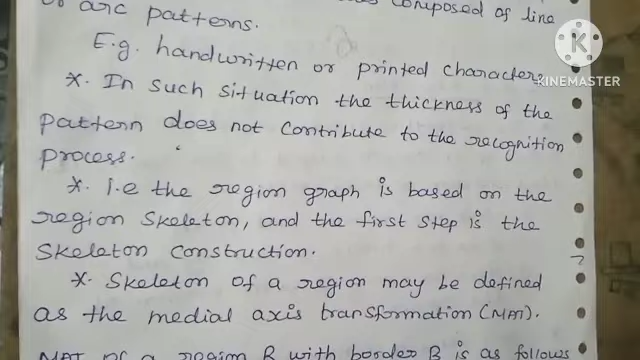 composed of line
or arc patterns.
E.g. handwritten or printed characters
KINEMASTER
*. In such situation the thickness of the
pattern does not contribute to the recognition
process.
*. i.e the region graph is based on the
region skeleton, and the first step is the
skeleton construction.
*. Skeleton of a region may be defined
as the medial axis transformation (MAT).
MAT of a region R with border B is as follows